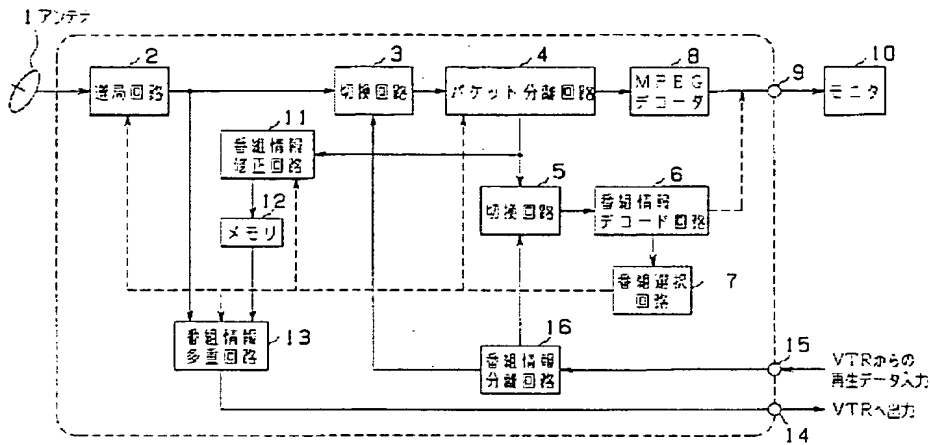 1 アンテナ
2
選局回路
3
切換回路
4
パケット分離回路
8
MPEG
デコーダ
9
10
モニタ
11
番組情報
修正回路
12
メモリ
5
切換回路
6
番組情報
デコード回路
番組選択
回路
7
番組情報
多重回路
13
16
番組情報
分離回路
15
VTRからの
再生データ入力
VTRへ出力
14